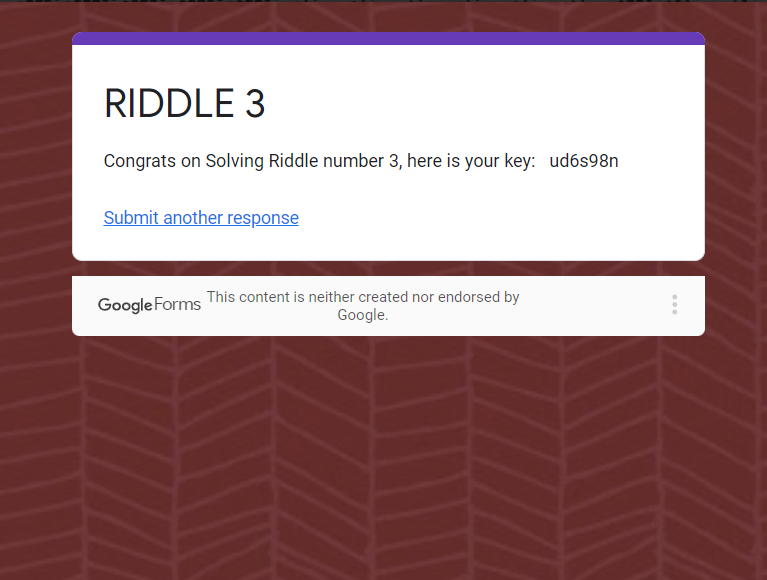 RIDDLE 3
Congrats on Solving Riddle number 3, here is your key:   ud6s98n
Submit another response
Google Forms
This content is neither created nor endorsed by
Google.